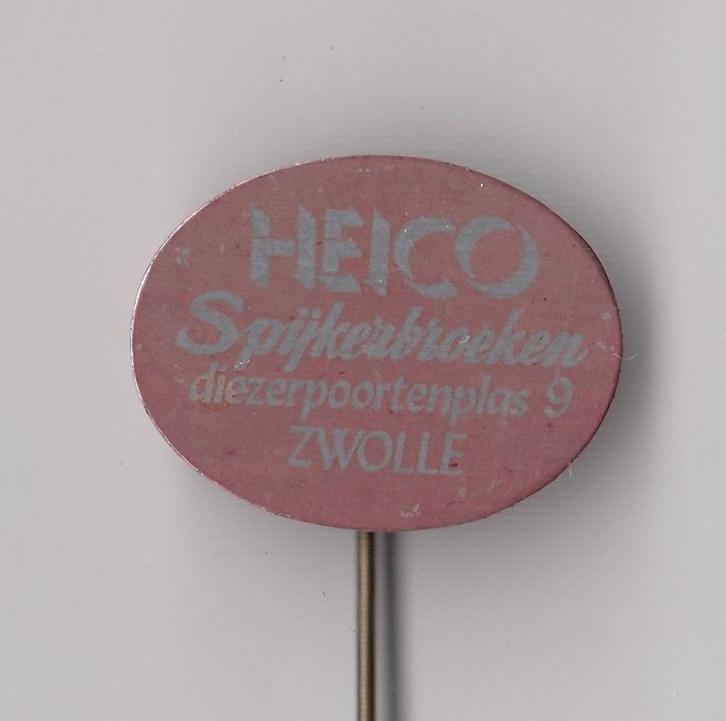 HEICO
Spijkerbroeken
diezerpoortenplas 9
ZWOLLE